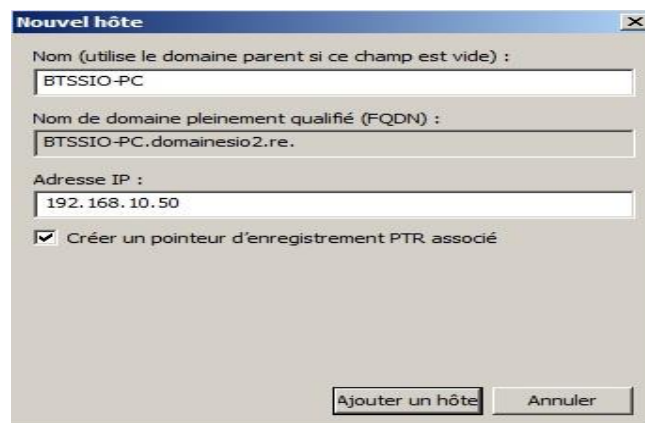 Nouvel hôte
Nom (utilise le domaine parent si ce champ est vide) :
BTSSIO-PC
Nom de domaine pleinement qualifié (FQDN) :
BTSSIO-PC.domainesio2.re.
Adresse IP :
192.168.10.50
Créer un pointeur d'enregistrement PTR associé
Ajouter un hôte Annuler